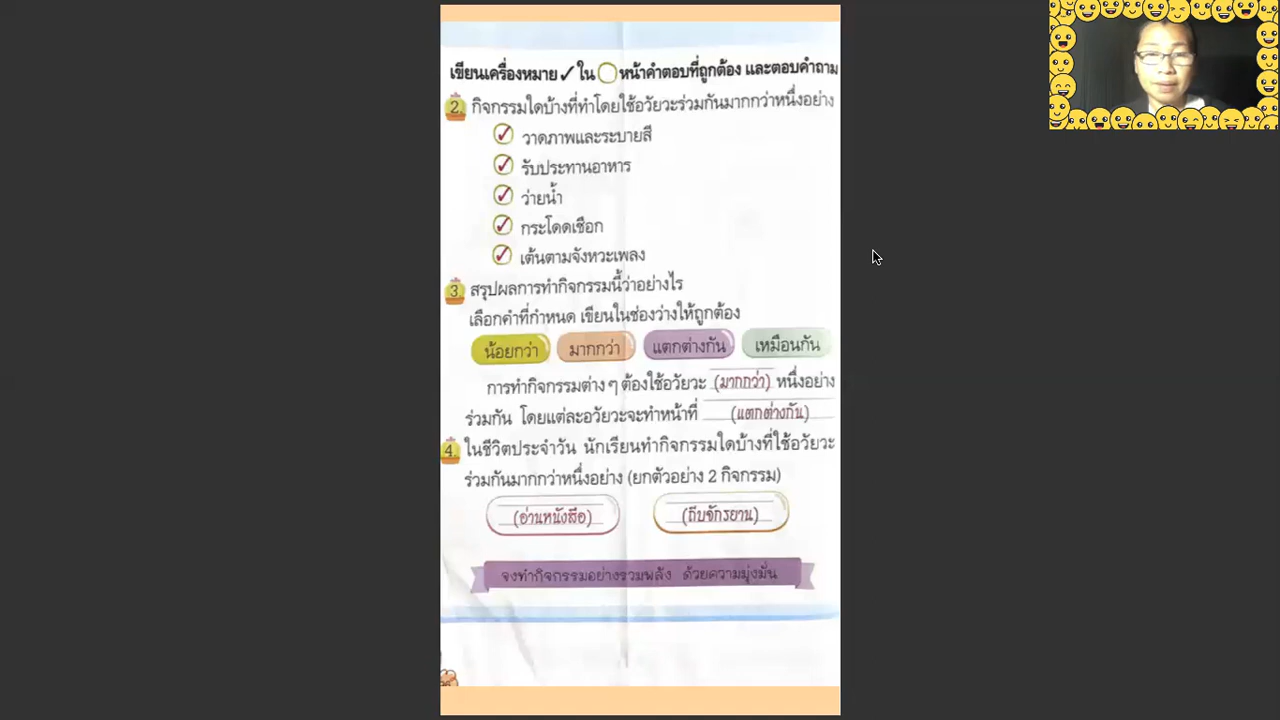 เขียนเครื่องหมาย ✓ ใน ◯ หน้าคำตอบที่ถูกต้อง และตอบคำถาม
2. กิจกรรมใดบ้างที่ทำโดยใช้อวัยวะร่วมกันมากกว่าหนึ่งอย่าง
✓ วาดภาพและระบายสี
✓ รับประทานอาหาร
✓ ว่ายน้ำ
✓ กระโดดเชือก
✓ เต้นตามจังหวะเพลง
3. สรุปผลการทำกิจกรรมนี้ว่าอย่างไร
เลือกคำที่กำหนด เขียนในช่องว่างให้ถูกต้อง
น้อยกว่า มากกว่า แตกต่างกัน เหมือนกัน
การทำกิจกรรมต่าง ๆ ต้องใช้อวัยวะ (มากกว่า) หนึ่งอย่าง
ร่วมกัน โดยแต่ละอวัยวะจะทำหน้าที่ (แตกต่างกัน)
4. ในชีวิตประจำวัน นักเรียนทำกิจกรรมใดบ้างที่ใช้อวัยวะ
ร่วมกันมากกว่าหนึ่งอย่าง (ยกตัวอย่าง 2 กิจกรรม)
(อ่านหนังสือ) (ถีบจักรยาน)
จงทำกิจกรรมอย่างรวมพลัง ด้วยความมุ่งมั่น